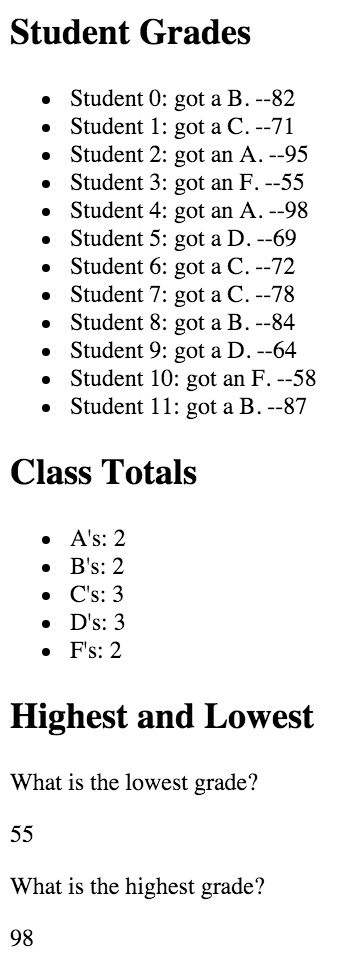 Student Grades
• Student 0: got a B. --82
• Student 1: got a C. --71
• Student 2: got an A. --95
• Student 3: got an F. --55
• Student 4: got an A. --98
• Student 5: got a D. --69
• Student 6: got a C. --72
• Student 7: got a C. --78
• Student 8: got a B. --84
• Student 9: got a D. --64
• Student 10: got an F. --58
• Student 11: got a B. --87
Class Totals
• A's: 2
• B's: 2
• C's: 3
• D's: 3
• F's: 2
Highest and Lowest
What is the lowest grade?
55
What is the highest grade?
98